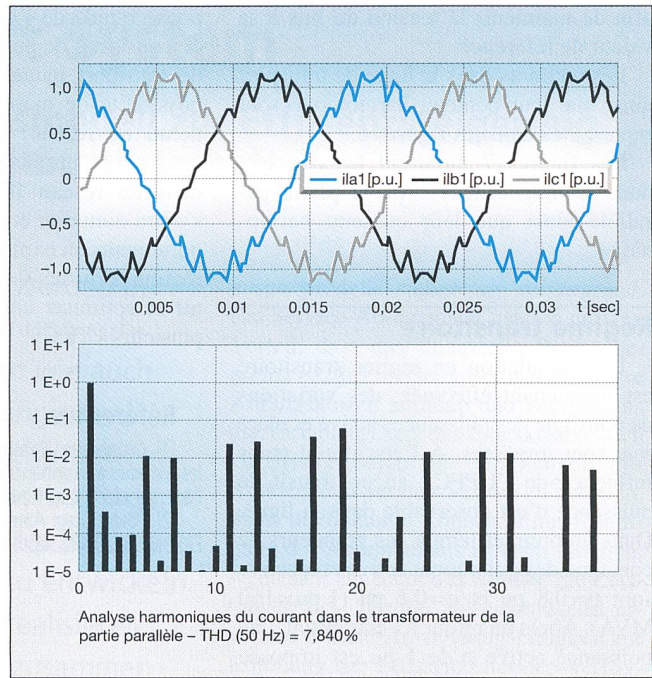 1,0
0,5
0
–0,5
–1,0
ila1[p.u.] ilb1[p.u.] ilc1[p.u.]
0,005 0,01 0,015 0,02 0,025 0,03 t [sec]
1 E+1
1 E+0
1 E–1
1 E–2
1 E–3
1 E–4
1 E–5
0 10 20 30
Analyse harmoniques du courant dans le transformateur de la
partie parallèle – THD (50 Hz) = 7,840%